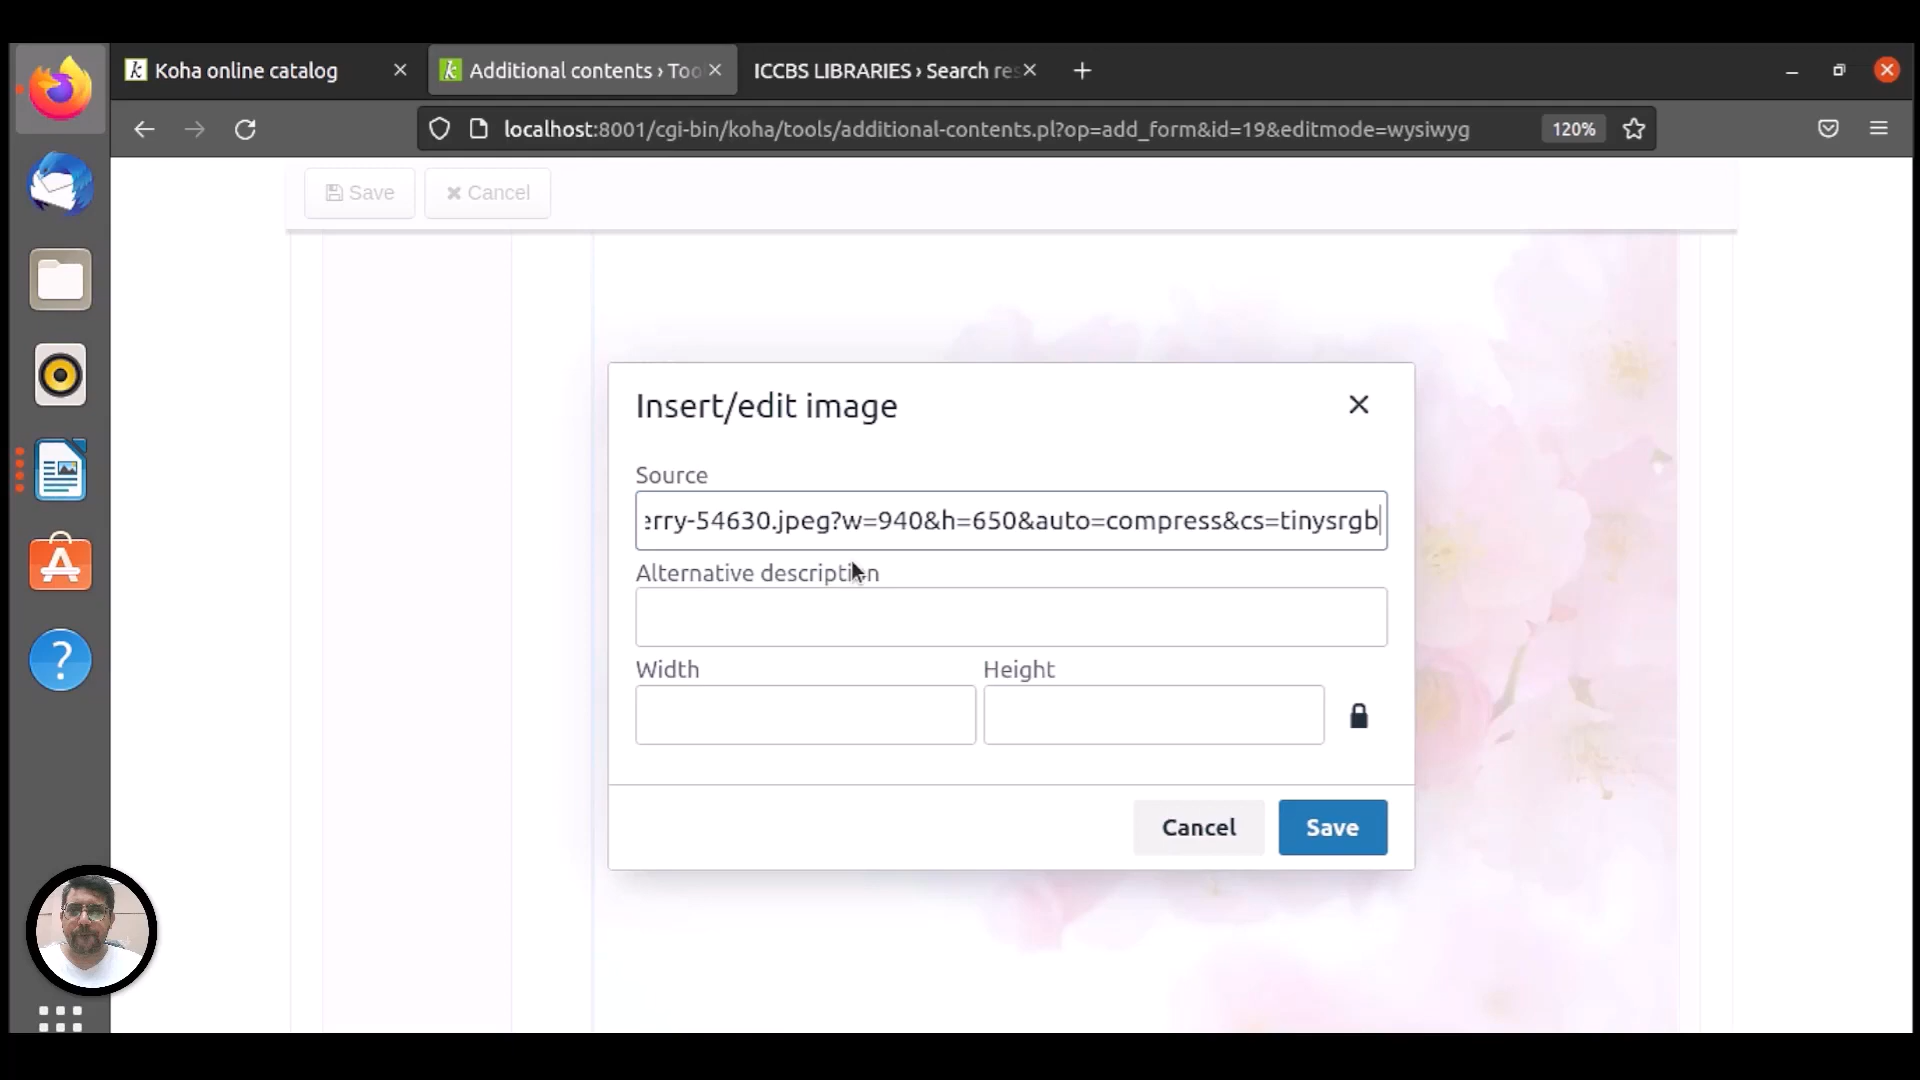 Koha online catalog
Additional contents › Too
ICCBS LIBRARIES › Search res
localhost:8001/cgi-bin/koha/tools/additional-contents.pl?op=add_form&id=19&editmode=wysiwyg
120%
Save
Cancel
Insert/edit image
Source
erry-54630.jpeg?w=940&h=650&auto=compress&cs=tinysrgb
Alternative description
Width
Height
Cancel
Save